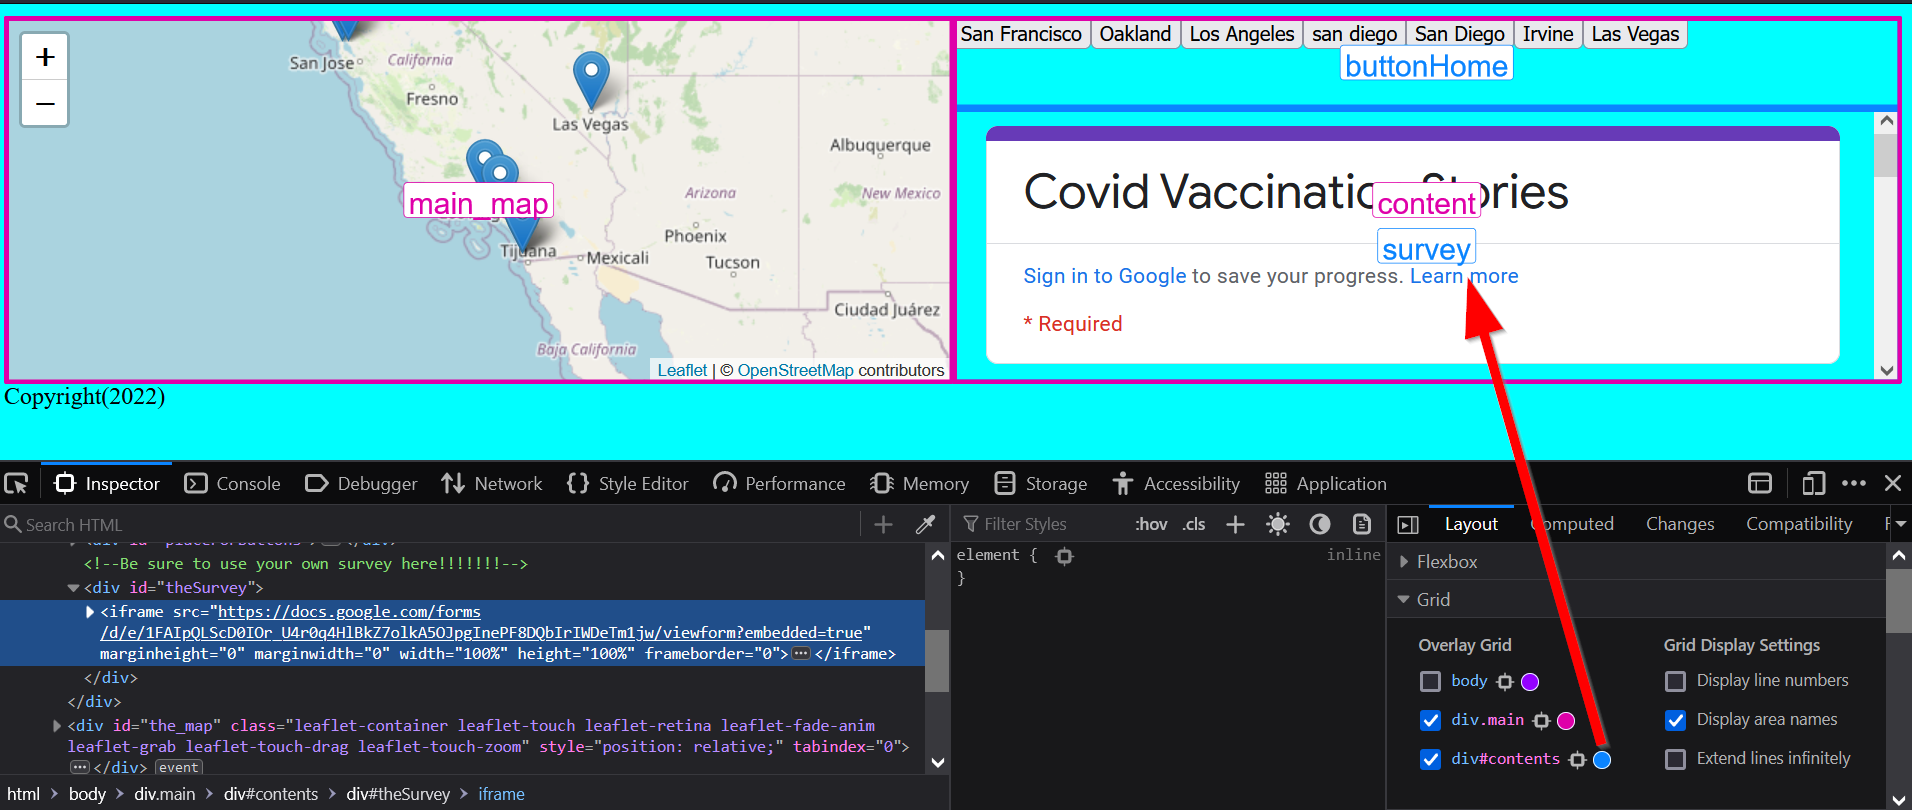 San Francisco Oakland Los Angeles san diego San Diego Irvine Las Vegas
buttonHome
+
−
San Jose
California
Fresno
Las Vegas
Albuquerque
Arizona
New Mexico
main_map
Phoenix
Tijuana
Mexicali
Tucson
Ciudad Juárez
Baja California
Leaflet | © OpenStreetMap contributors
Covid Vaccination Stories
content
survey
Sign in to Google to save your progress. Learn more
* Required
Copyright(2022)
Inspector Console Debugger Network Style Editor Performance Memory Storage Accessibility Application
Search HTML
<!--Be sure to use your own survey here!!!!!!!-->
<div id="theSurvey">
<iframe src="https://docs.google.com/forms
/d/e/1FAIpQLScD0IOr_U4r0q4HlBkZ7olkA5OJpgInePF8DQbIrIWDeTm1jw/viewform?embedded=true"
marginheight="0" marginwidth="0" width="100%" height="100%" frameborder="0">⋯</iframe>
</div>
</div>
<div id="the_map" class="leaflet-container leaflet-touch leaflet-retina leaflet-fade-anim
leaflet-grab leaflet-touch-drag leaflet-touch-zoom" style="position: relative;" tabindex="0">
⋯</div> event
html > body > div.main > div#contents > div#theSurvey > iframe
Filter Styles
:hov .cls +
element { inline
}
Layout Computed Changes Compatibility
Flexbox
Grid
Overlay Grid
body
div.main
div#contents
Grid Display Settings
Display line numbers
Display area names
Extend lines infinitely